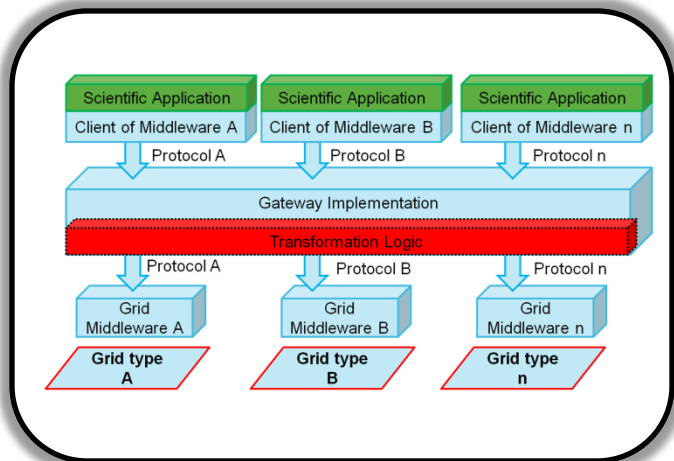 Scientific Application Scientific Application Scientific Application
Client of Middleware A Client of Middleware B Client of Middleware n
Protocol A Protocol B Protocol n
Gateway Implementation
Transformation Logic
Protocol A Protocol B Protocol n
Grid Grid Grid
Middleware A Middleware B Middleware n
Grid type Grid type Grid type
A B n